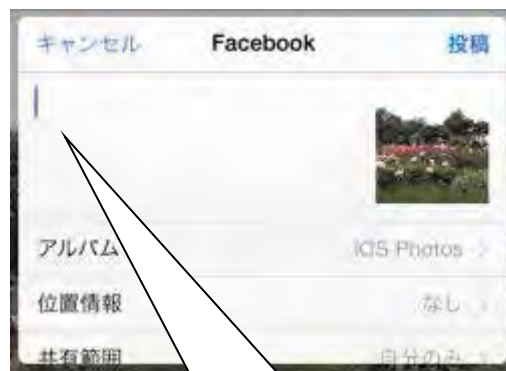 キャンセル Facebook 投稿
アルバム iOS Photos >
位置情報 なし >
共有範囲 自分のみ >